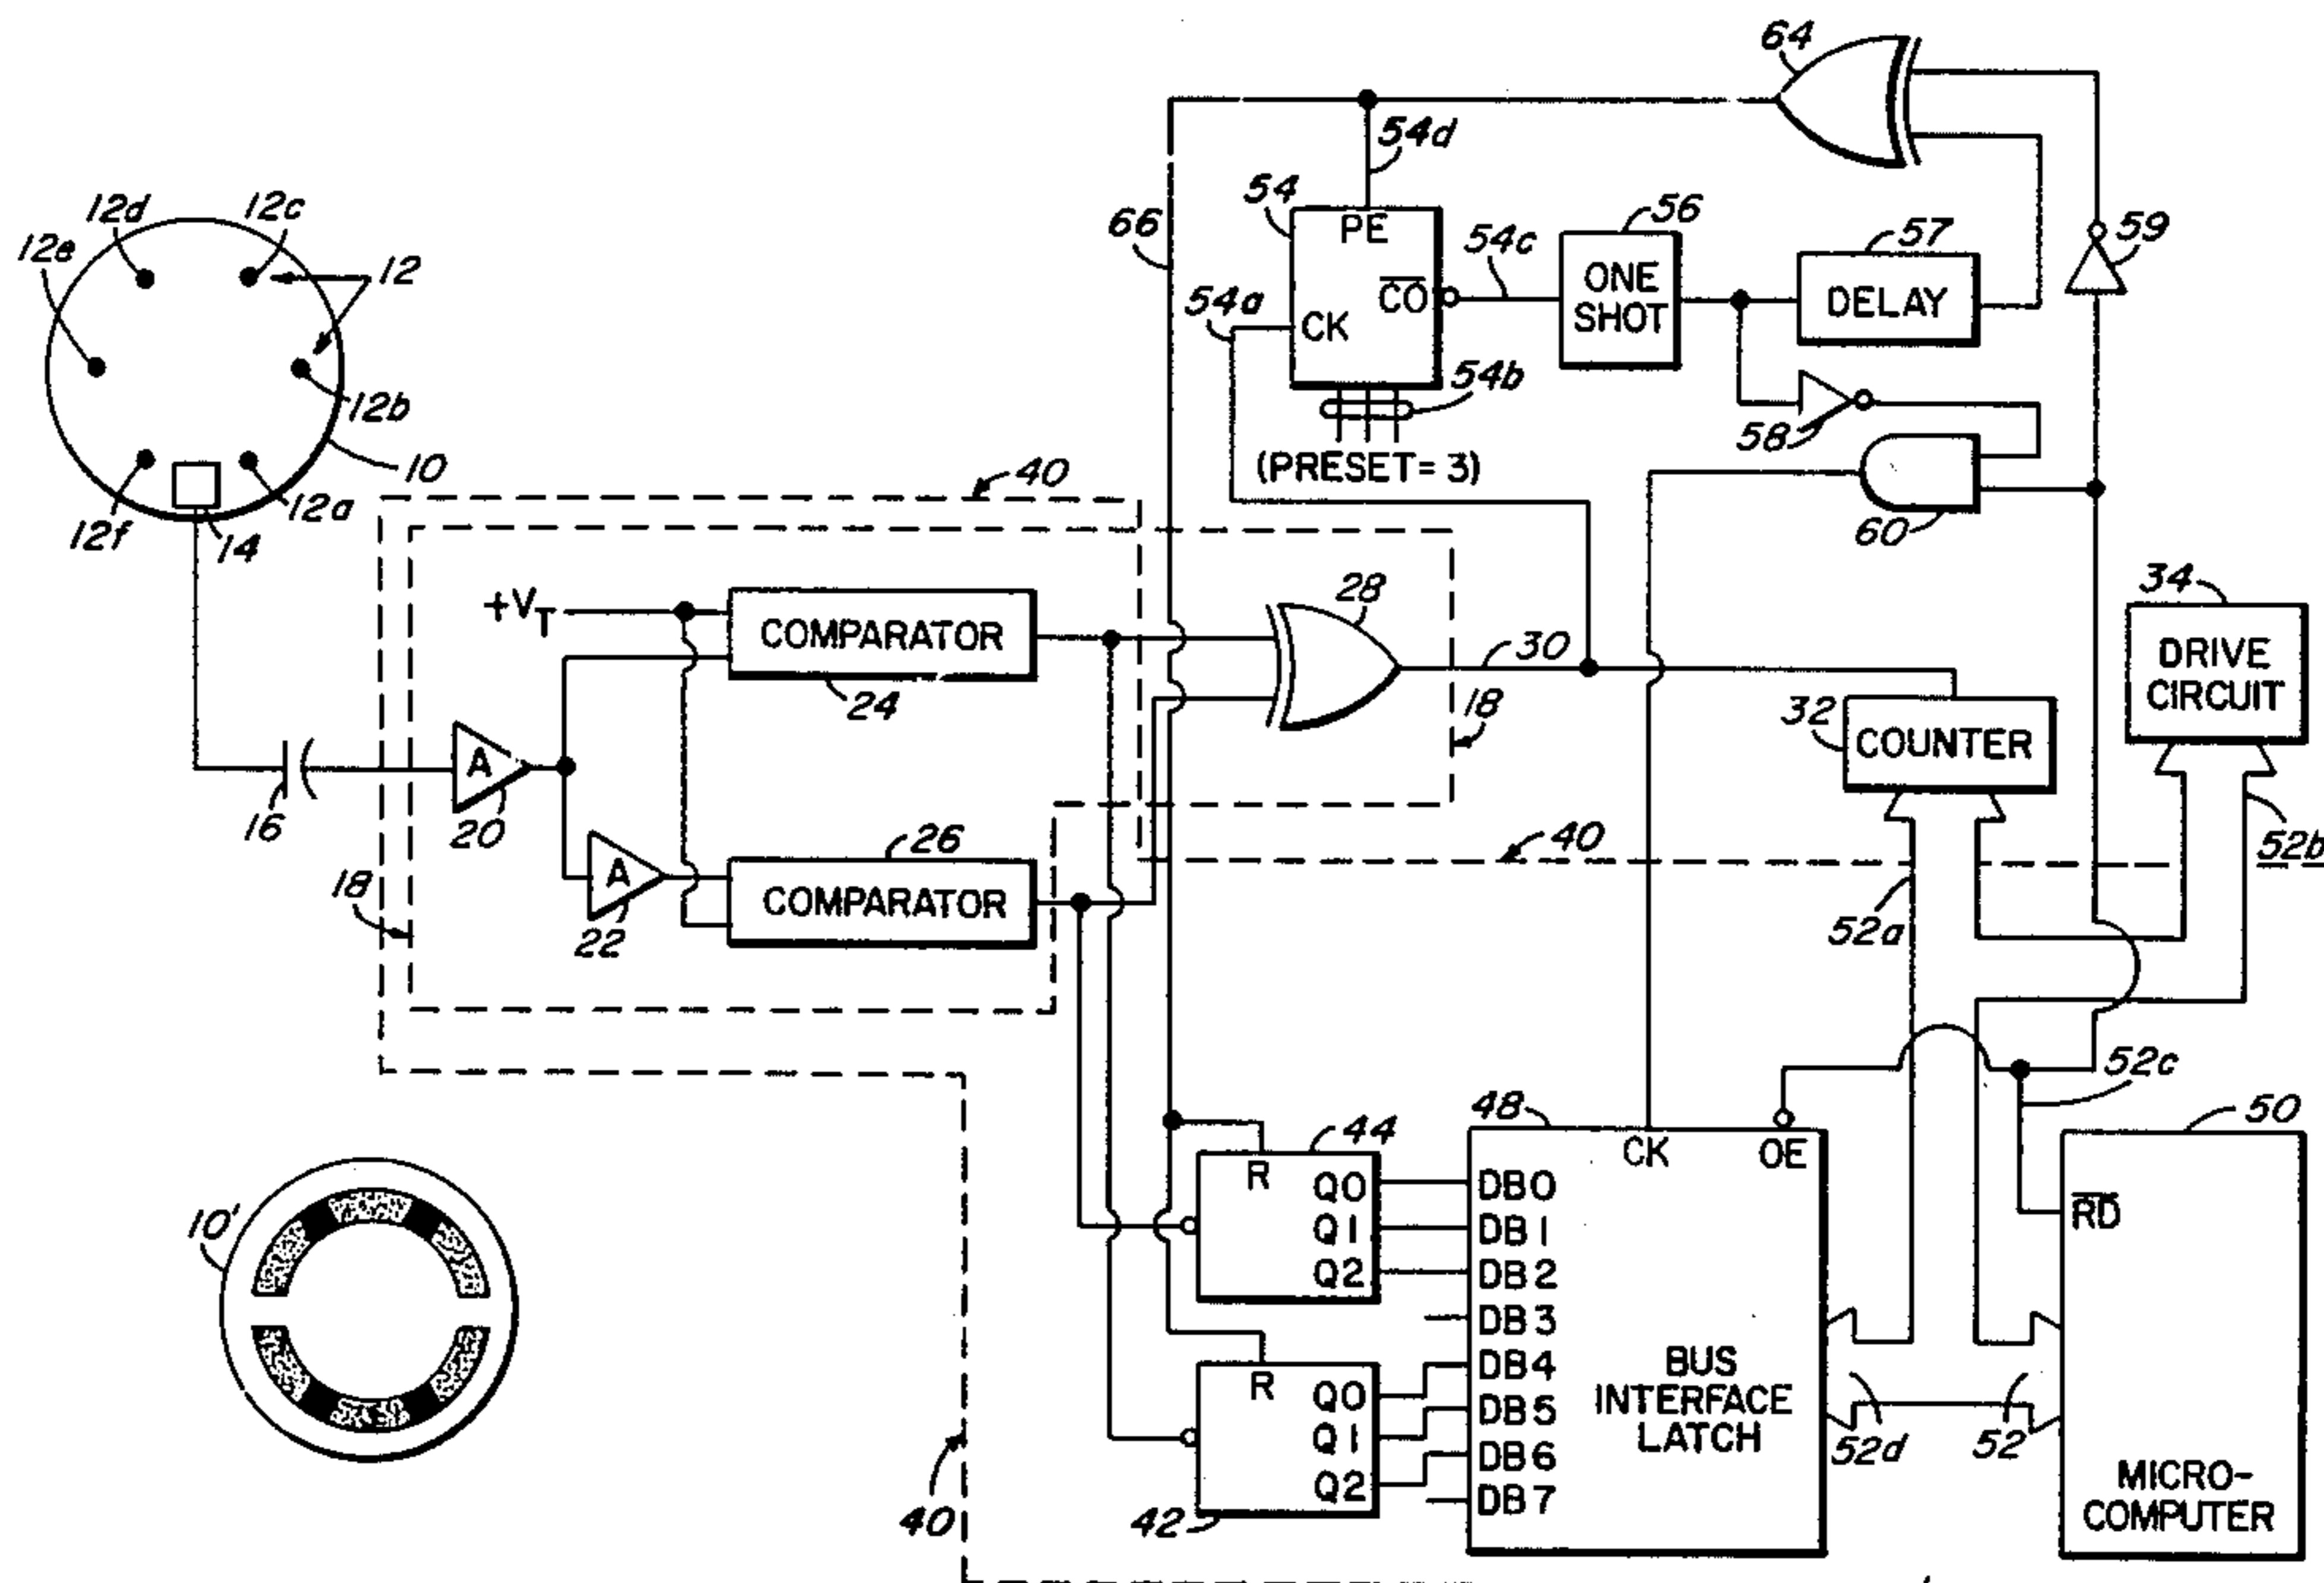 64
54d
12d
12c
54
56
57
59
66
PE
54c
12e
12
54a
CO
ONE
SHOT
DELAY
CK
54b
12b
58
(PRESET= 3)
10
40
12a
12f
14
60
34
+VT
COMPARATOR
28
30
DRIVE
CIRCUIT
24
18
32
COUNTER
A
16
20
26
40
52b
18
A
COMPARATOR
22
52a
52c
48
50
44
CK
OE
R
Q0
DB0
10'
Q1
DB1
RD
Q2
DB2
DB3
R
Q0
DB4
BUS
INTERFACE
LATCH
Q1
DB5
52d
52
DB6
Q2
DB7
MICRO-
COMPUTER
40
42